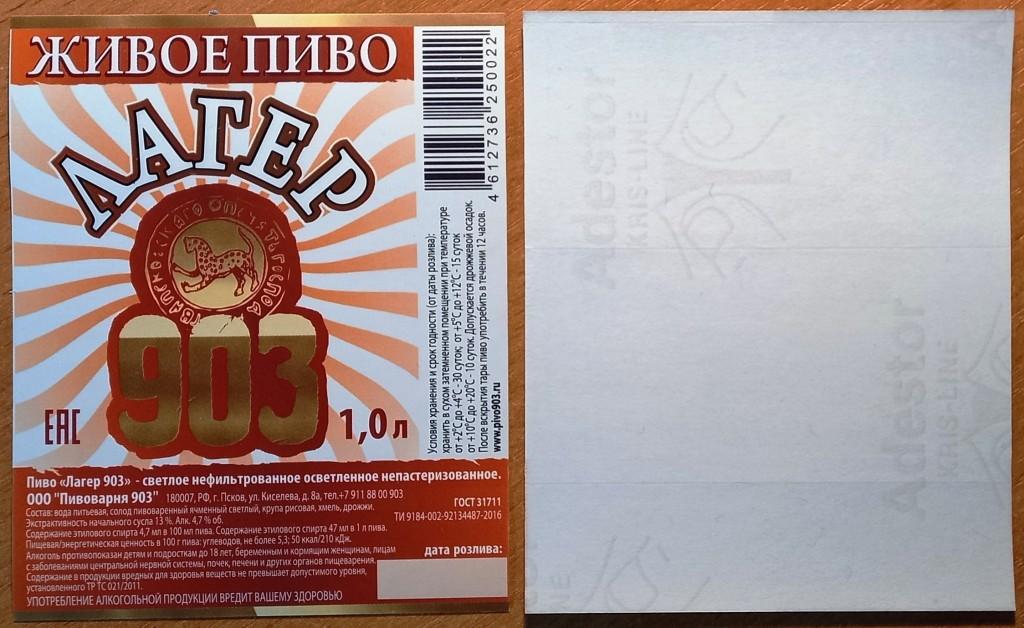 ЖИВОЕ ПИВО
ЛАГЕР
903
ЕАС
1,0 л
4 612736 250022
Условия хранения и срок годности (от даты розлива):
хранить в сухом затемненном помещении при температуре
от +2°С до +4°С - 30 суток; от +5°С до +12°С - 15 суток
от +10°С до +20°С - 10 суток. Допускается дрожжевой осадок.
После вскрытия тары пиво употребить в течении 12 часов.
www.pivo903.ru
Пиво «Лагер 903» - светлое нефильтрованное осветленное непастеризованное.
ООО "Пивоварня 903" 180007, РФ, г. Псков, ул. Киселева, д. 8а, тел.+7 911 88 00 903
Состав: вода питьевая, солод пивоваренный ячменный светлый, крупа рисовая, хмель, дрожжи.
Экстрактивность начального сусла 13 %. Алк. 4,7 % об.
Содержание этилового спирта 4,7 мл в 100 мл пива. Содержание этилового спирта 47 мл в 1 л пива.
Пищевая/энергетическая ценность в 100 г пива: углеводов, не более 5,3; 50 ккал/210 кДж.
Алкоголь противопоказан детям и подросткам до 18 лет, беременным и кормящим женщинам, лицам
с заболеваниями центральной нервной системы, почек, печени и других органов пищеварения.
Содержание в продукции вредных для здоровья веществ не превышает допустимого уровня,
установленного ТР ТС 021/2011.
УПОТРЕБЛЕНИЕ АЛКОГОЛЬНОЙ ПРОДУКЦИИ ВРЕДИТ ВАШЕМУ ЗДОРОВЬЮ
ГОСТ 31711
ТИ 9184-002-92134487-2016
дата розлива:
Adestor
KRIS-LINE
Adestor
KRIS-LINE